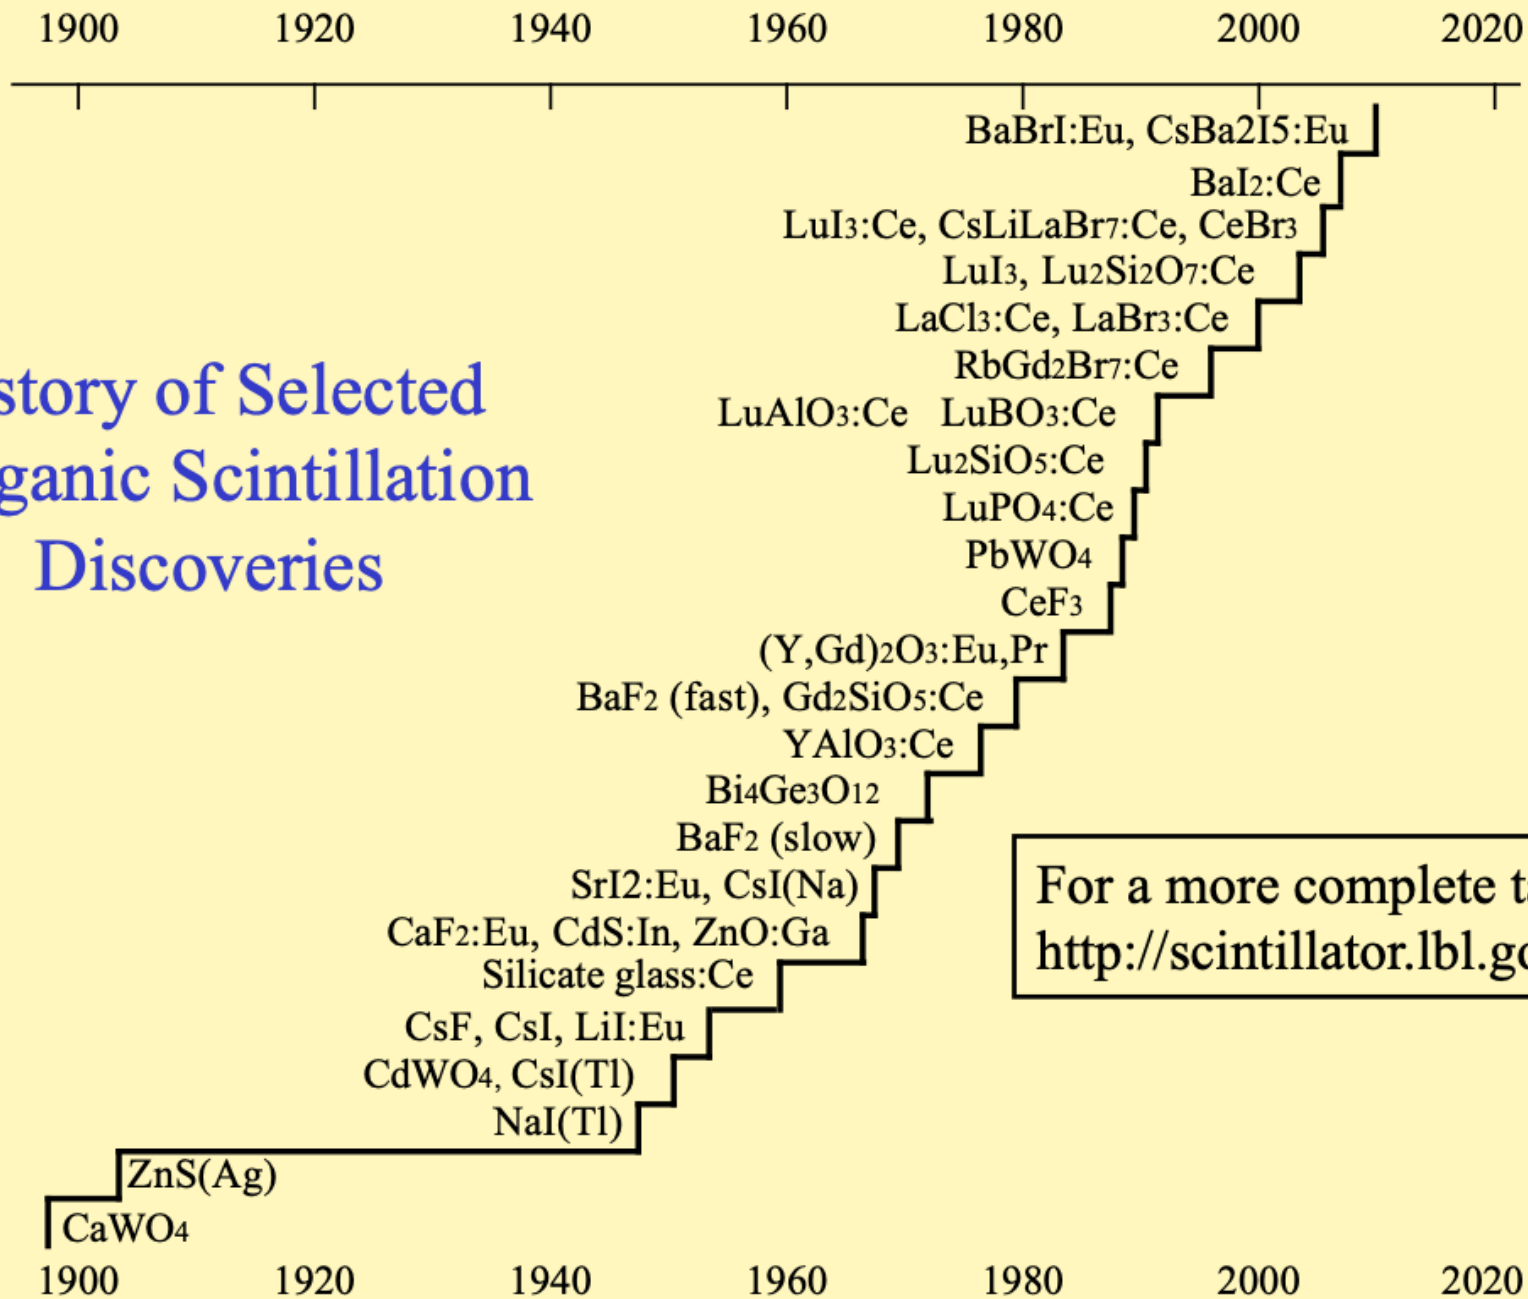 1900 1920 1940 1960 1980 2000 2020
BaBrI:Eu, CsBa2I5:Eu
BaI2:Ce
LuI3:Ce, CsLiLaBr7:Ce, CeBr3
LuI3, Lu2Si2O7:Ce
LaCl3:Ce, LaBr3:Ce
RbGd2Br7:Ce
LuAlO3:Ce LuBO3:Ce
Lu2SiO5:Ce
LuPO4:Ce
PbWO4
CeF3
(Y,Gd)2O3:Eu,Pr
BaF2 (fast), Gd2SiO5:Ce
YAlO3:Ce
Bi4Ge3O12
BaF2 (slow)
SrI2:Eu, CsI(Na)
CaF2:Eu, CdS:In, ZnO:Ga
Silicate glass:Ce
CsF, CsI, LiI:Eu
CdWO4, CsI(Tl)
NaI(Tl)
ZnS(Ag)
CaWO4
story of Selected
ganic Scintillation
Discoveries
For a more complete
http://scintillator.lbl.go
1900 1920 1940 1960 1980 2000 2020